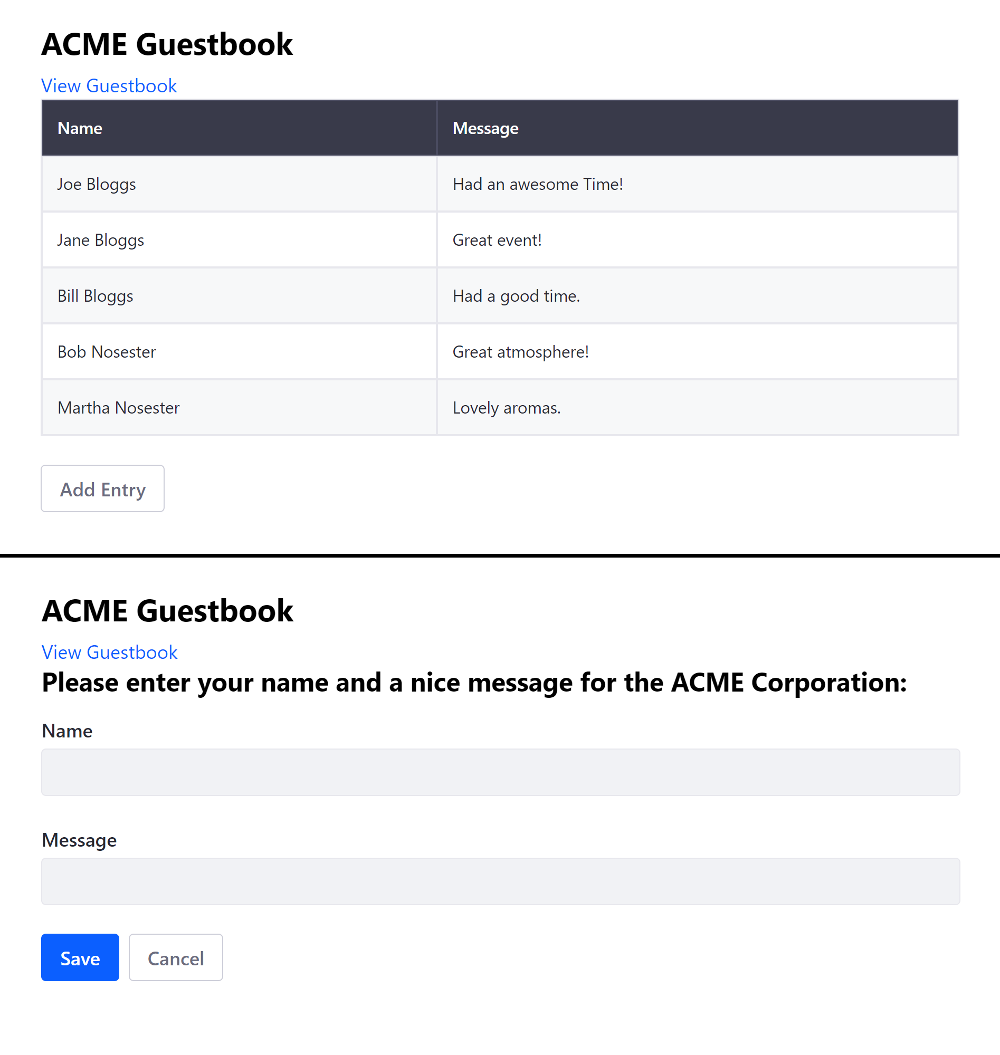 ACME Guestbook
View Guestbook
Name Message
Joe Bloggs Had an awesome Time!
Jane Bloggs Great event!
Bill Bloggs Had a good time.
Bob Nosester Great atmosphere!
Martha Nosester Lovely aromas.
Add Entry
ACME Guestbook
View Guestbook
Please enter your name and a nice message for the ACME Corporation:
Name
Message
Save Cancel